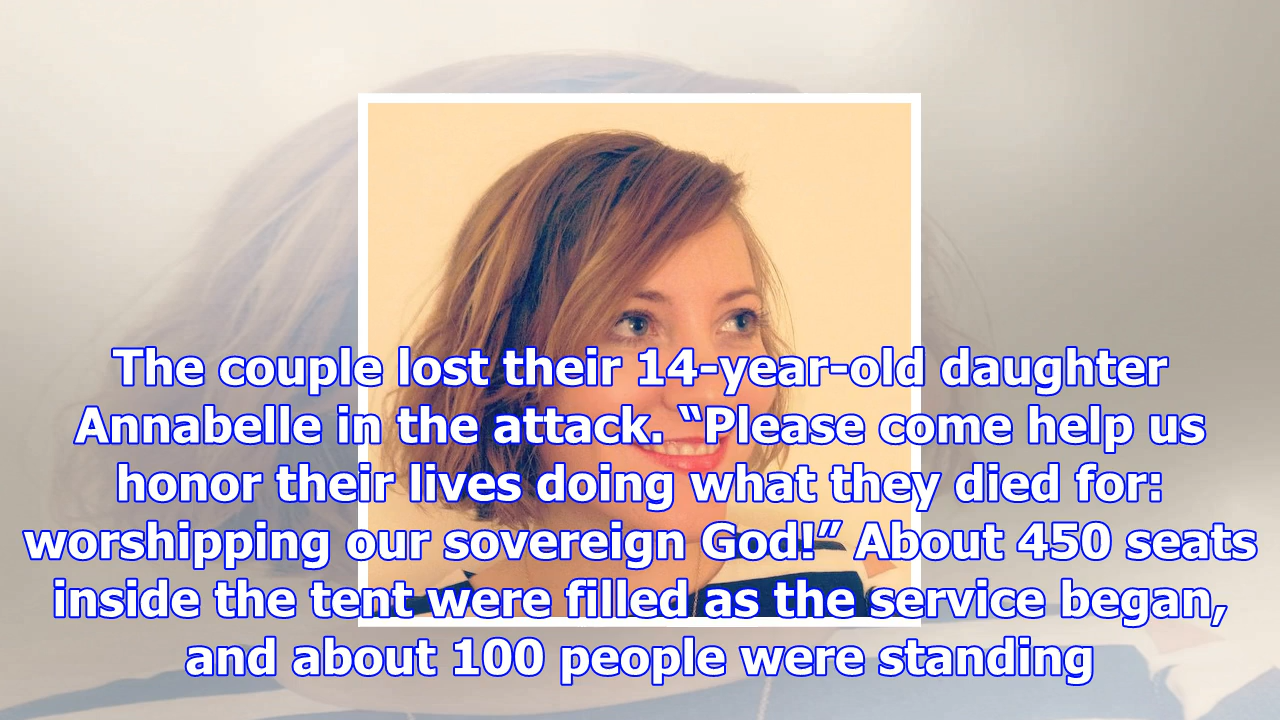 The couple lost their 14-year-old daughter
Annabelle in the attack. “Please come help us
honor their lives doing what they died for:
worshipping our sovereign God!” About 450 seats
inside the tent were filled as the service began,
and about 100 people were standing